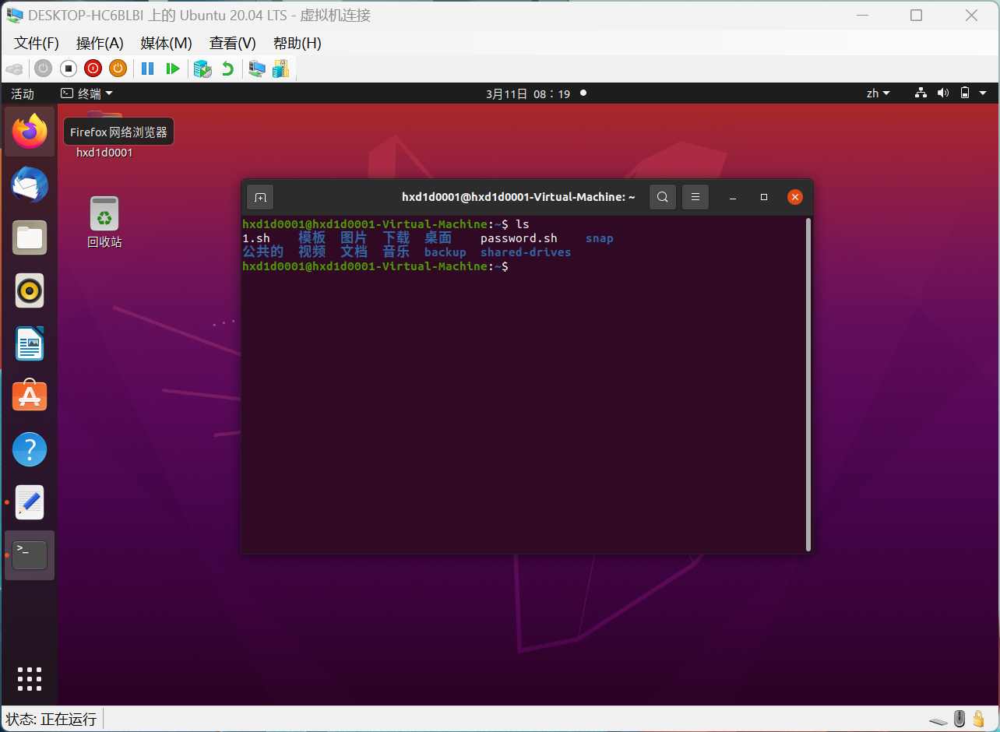 DESKTOP-HC6BLBI 上的 Ubuntu 20.04 LTS - 虚拟机连接
文件(F) 操作(A) 媒体(M) 查看(V) 帮助(H)
活动 终端 3月11日 08：19 zh
Firefox 网络浏览器
hxd1d0001
回收站
hxd1d0001@hxd1d0001-Virtual-Machine: ~
hxd1d0001@hxd1d0001-Virtual-Machine:~$ ls
1.sh 模板 图片 下载 桌面 password.sh snap
公共的 视频 文档 音乐 backup shared-drives
hxd1d0001@hxd1d0001-Virtual-Machine:~$
>_
状态: 正在运行